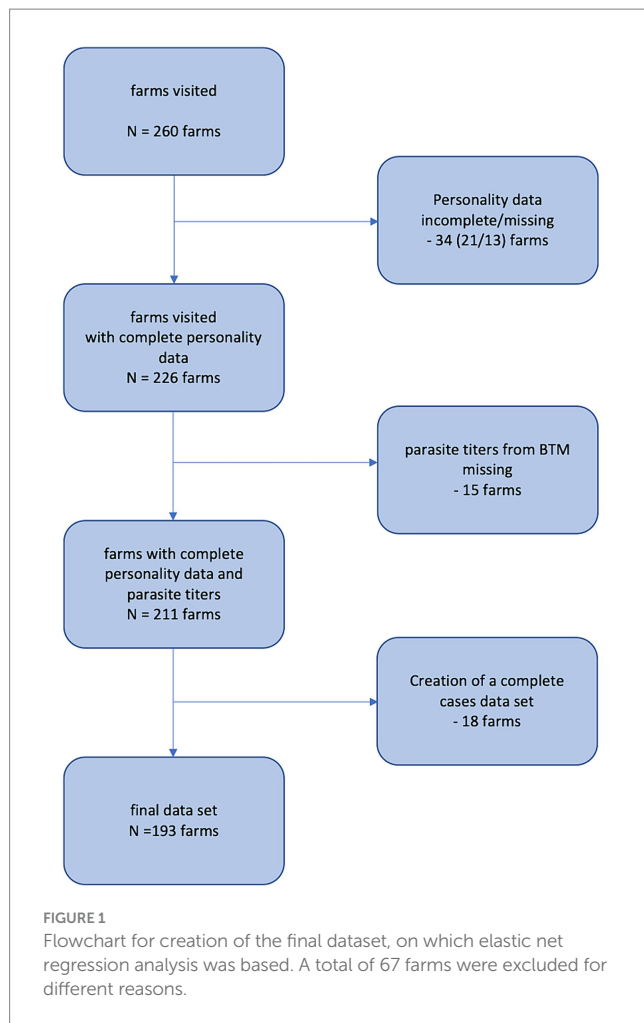 farms visited
N = 260 farms
Personality data
incomplete/missing
- 34 (21/13) farms
farms visited
with complete personality
data
N = 226 farms
parasite titers from BTM
missing
- 15 farms
farms with complete
personality data and
parasite titers
N = 211 farms
Creation of a complete
cases data set
- 18 farms
final data set
N =193 farms
FIGURE 1
Flowchart for creation of the final dataset, on which elastic net
regression analysis was based. A total of 67 farms were excluded for
different reasons.